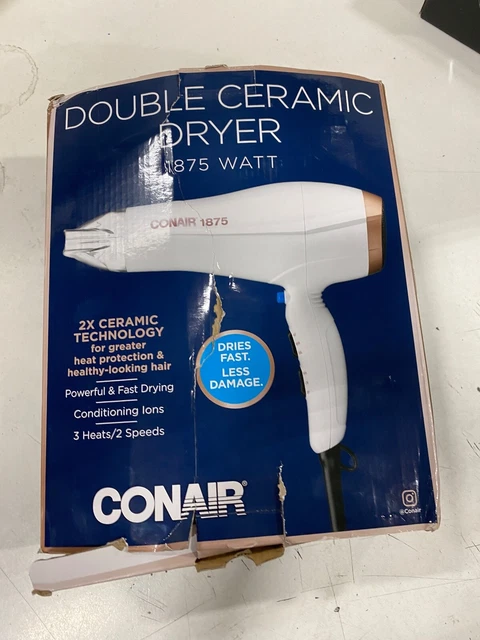 DOUBLE CERAMIC
DRYER
1875 WATT
CONAIR 1875
2X CERAMIC
TECHNOLOGY
for greater
heat protection &
healthy-looking hair
Powerful & Fast Drying
Conditioning Ions
3 Heats/2 Speeds
DRIES
FAST.
LESS
DAMAGE.
CONAIR®
@Conair